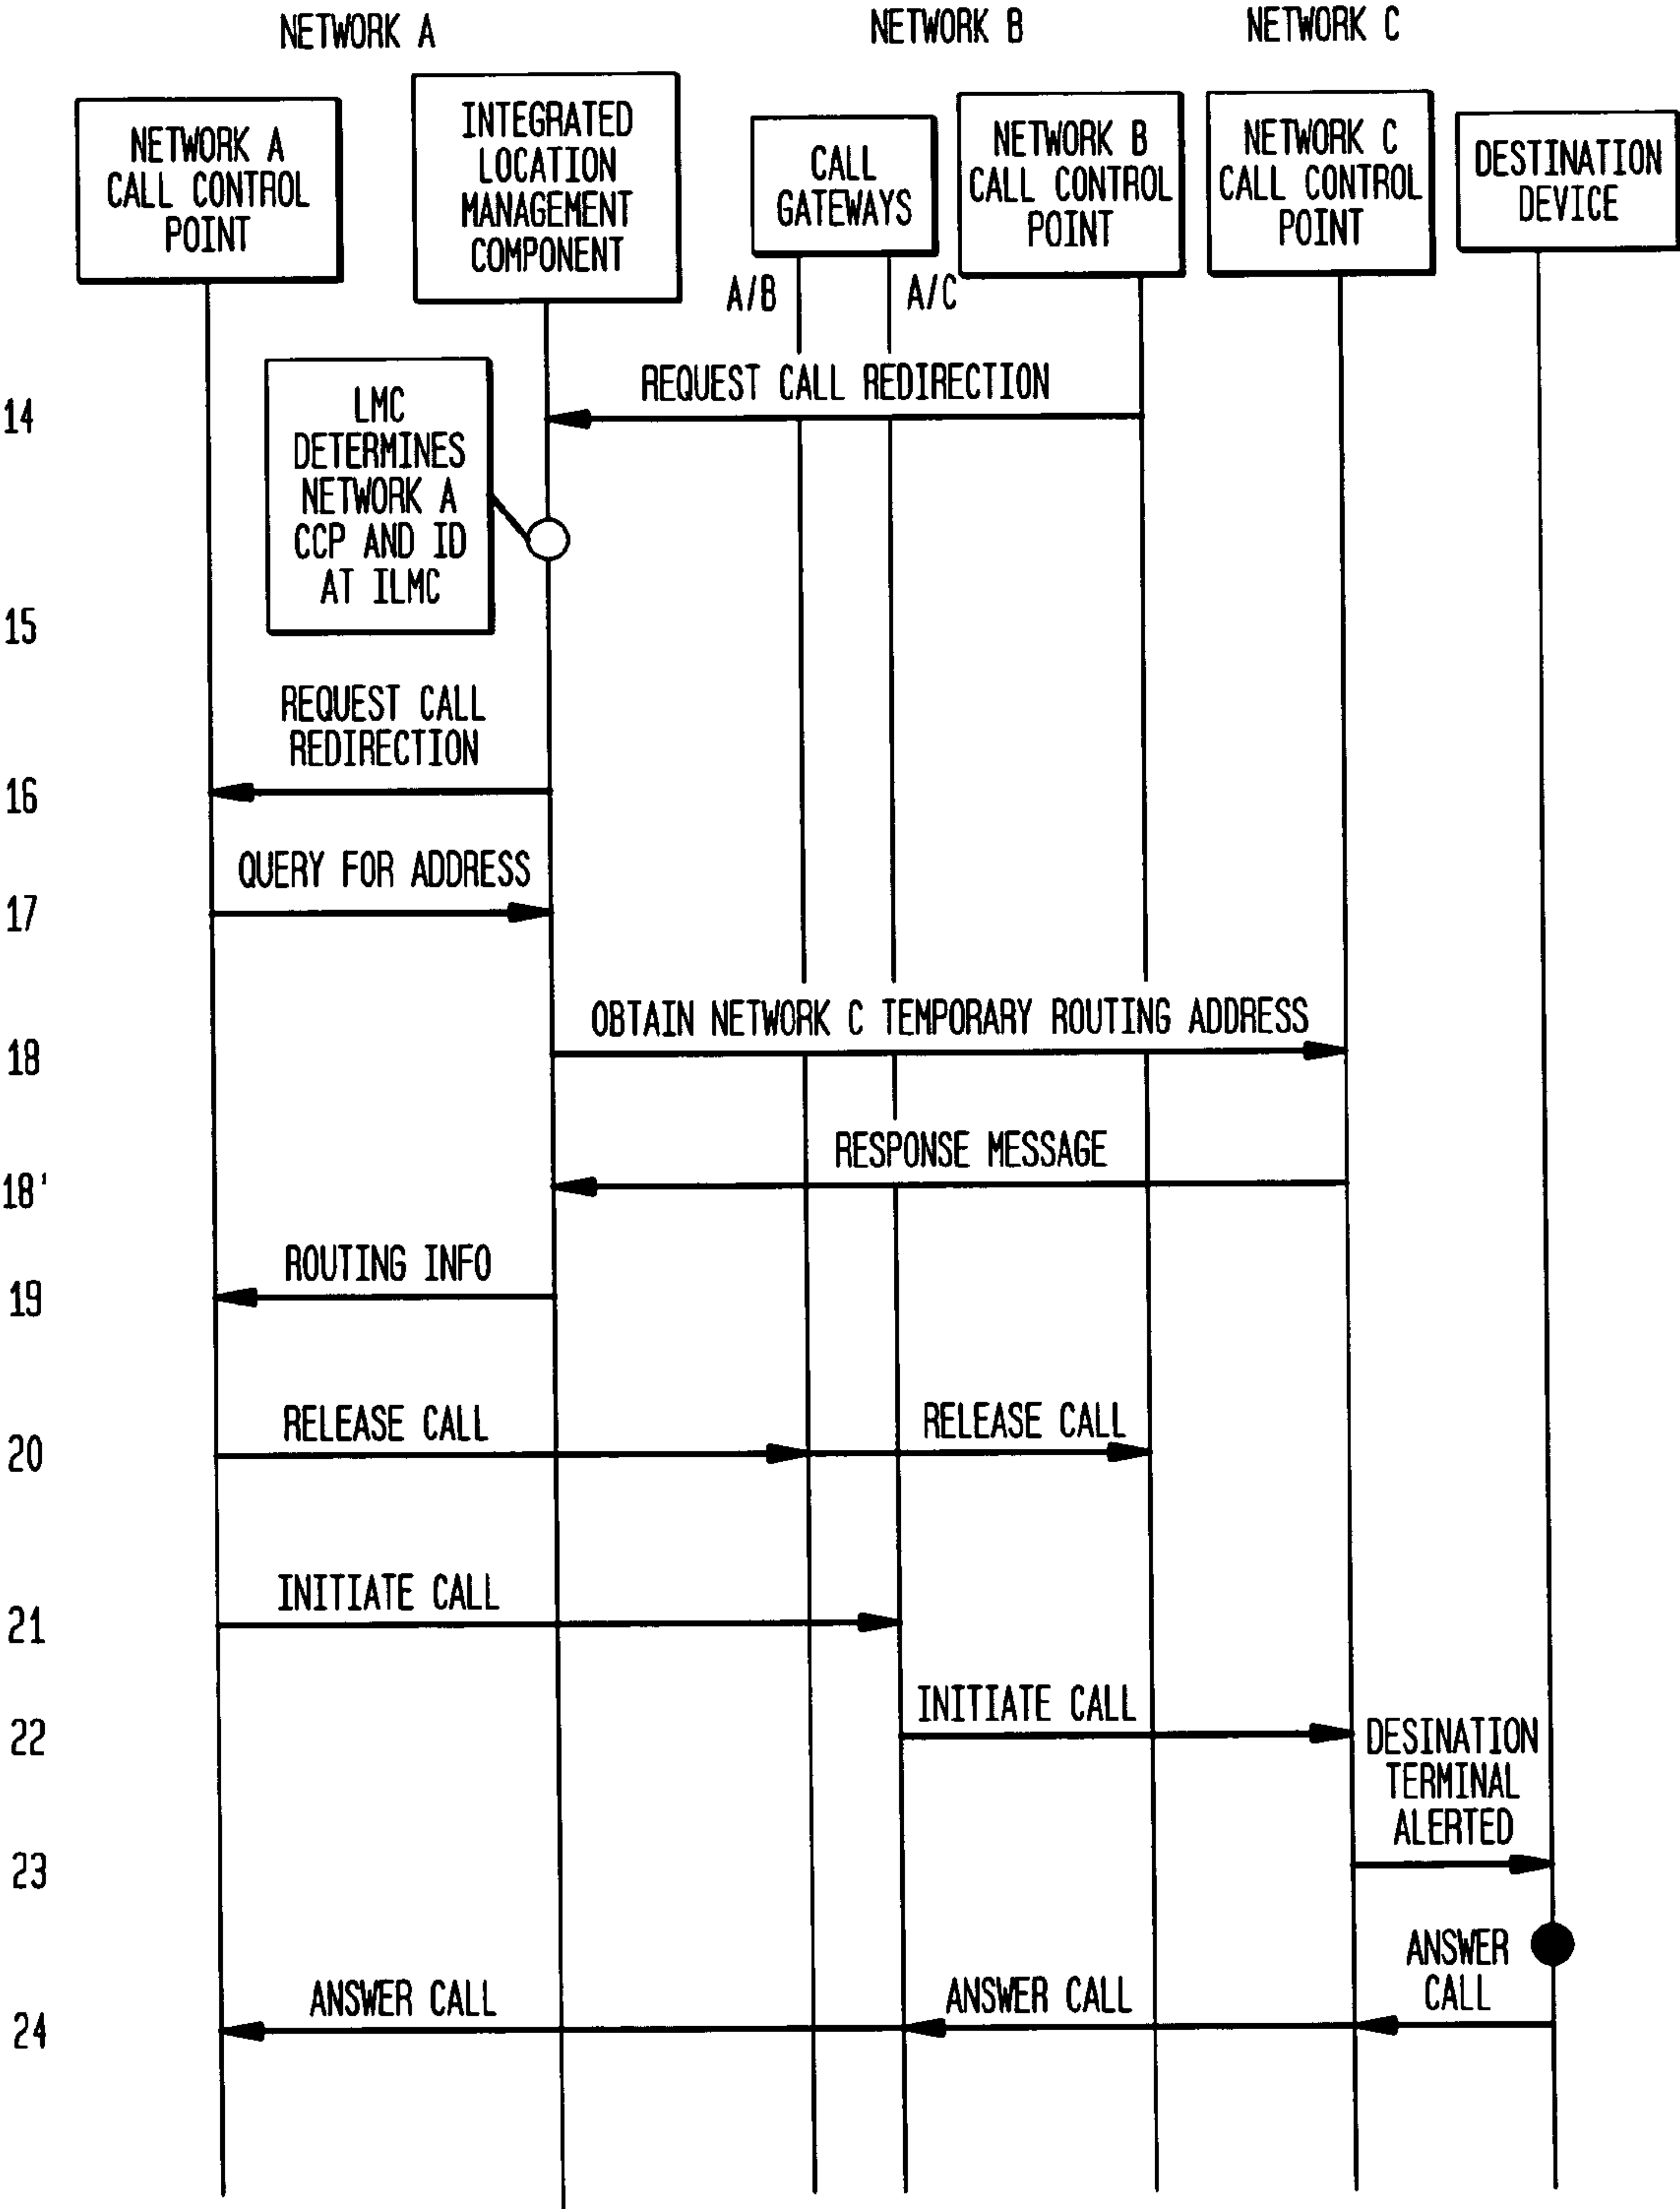 NETWORK A
NETWORK B
NETWORK C
NETWORK A
CALL CONTROL
POINT
INTEGRATED
LOCATION
MANAGEMENT
COMPONENT
CALL
GATEWAYS
NETWORK B
CALL CONTROL
POINT
NETWORK C
CALL CONTROL
POINT
DESTINATION
DEVICE
A/B
A/C
14
REQUEST CALL REDIRECTION
LMC
DETERMINES
NETWORK A
CCP AND ID
AT ILMC
15
REQUEST CALL
REDIRECTION
16
QUERY FOR ADDRESS
17
OBTAIN NETWORK C TEMPORARY ROUTING ADDRESS
18
RESPONSE MESSAGE
18'
ROUTING INFO
19
RELEASE CALL
RELEASE CALL
20
INITIATE CALL
21
INITIATE CALL
22
DESINATION
TERMINAL
ALERTED
23
ANSWER
CALL
ANSWER CALL
ANSWER CALL
24